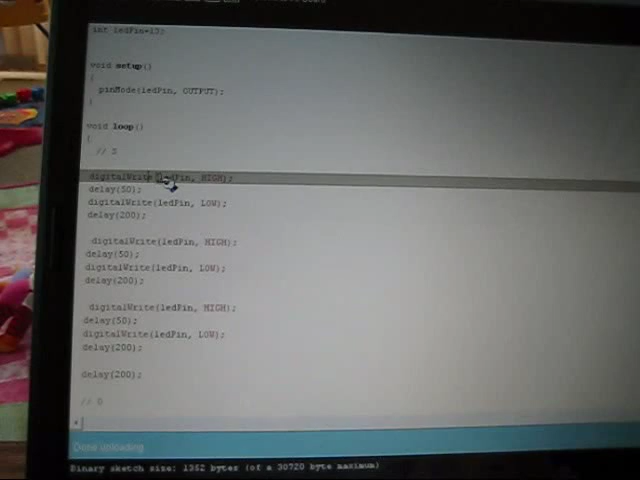 int ledPin=13;
void setup()
{
pinMode(ledPin, OUTPUT);
}
void loop()
{
// S
digitalWrite(ledPin, HIGH);
delay(50);
digitalWrite(ledPin, LOW);
delay(200);
digitalWrite(ledPin, HIGH);
delay(50);
digitalWrite(ledPin, LOW);
delay(200);
digitalWrite(ledPin, HIGH);
delay(50);
digitalWrite(ledPin, LOW);
delay(200);
delay(200);
// O
Done uploading.
Binary sketch size: 1352 bytes (of a 30720 byte maximum)